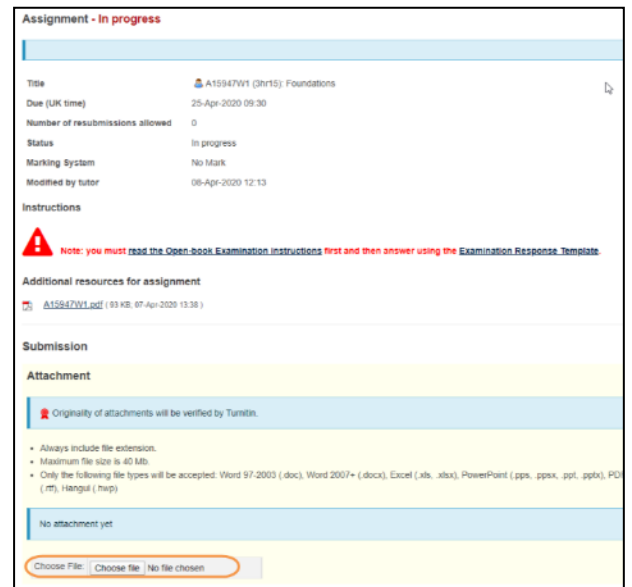 Assignment - In progress
Title A15947W1 (3hr15): Foundations
Due (UK time) 25-Apr-2020 09:30
Number of resubmissions allowed 0
Status In progress
Marking System No Mark
Modified by tutor 08-Apr-2020 12:13
Instructions
Note: you must read the Open-book Examination Instructions first and then answer using the Examination Response Template.
Additional resources for assignment
A15947W1.pdf ( 93 KB; 07-Apr-2020 13:38 )
Submission
Attachment
Originality of attachments will be verified by Turnitin.
• Always include file extension.
• Maximum file size is 40 Mb.
• Only the following file types will be accepted: Word 97-2003 (.doc), Word 2007+ (.docx), Excel (.xls, .xlsx), PowerPoint (.pps, .ppsx, .ppt, .pptx), PDF
(.rtf), Hangul (.hwp)
No attachment yet
Choose File: Choose file No file chosen